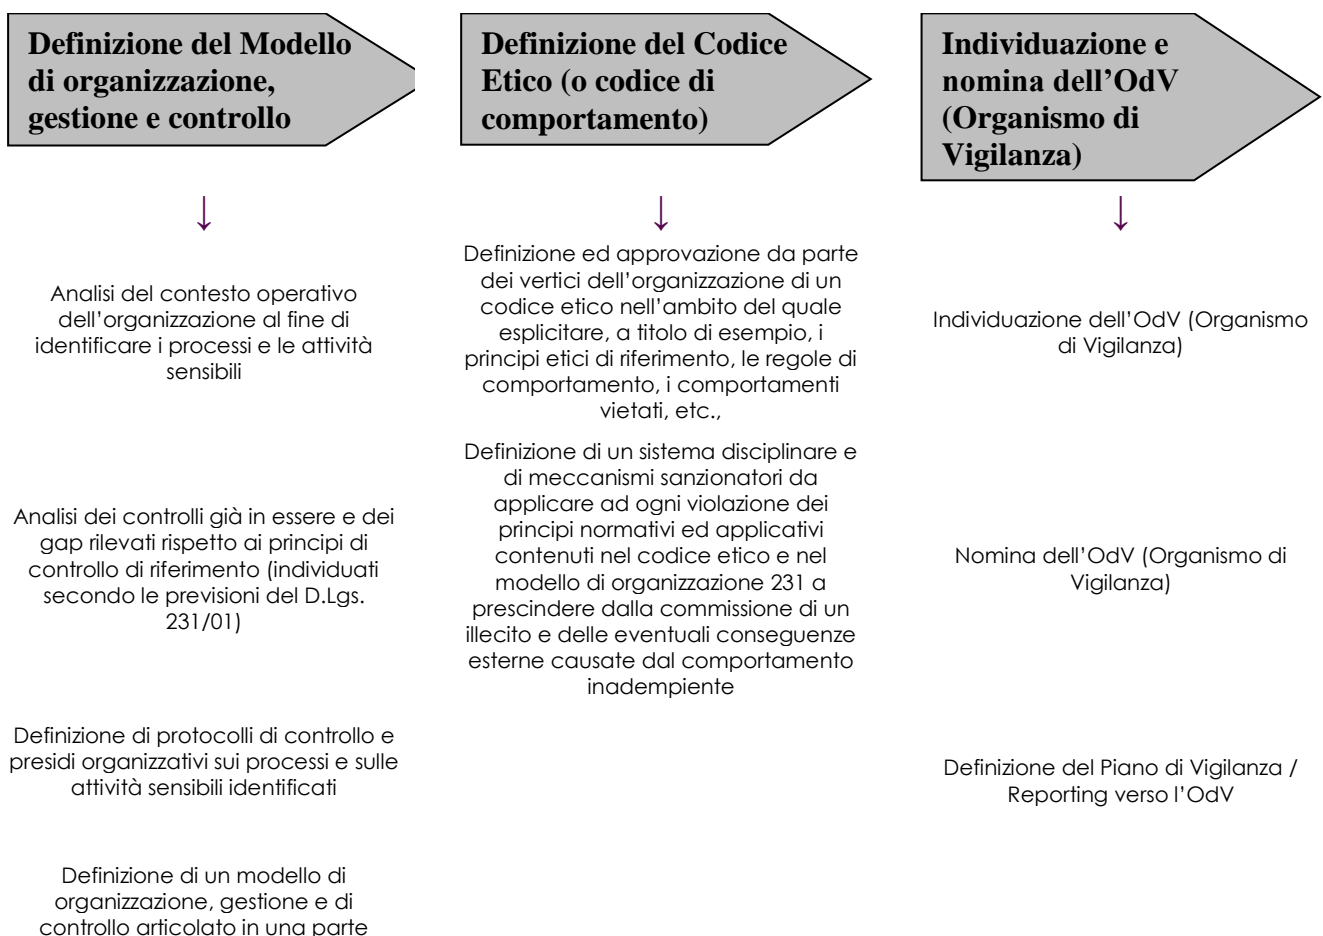 Definizione del Modello
di organizzazione,
gestione e controllo
Analisi del contesto operativo
dell’organizzazione al fine di
identificare i processi e le attività
sensibili
Analisi dei controlli già in essere e dei
gap rilevati rispetto ai principi di
controllo di riferimento (individuati
secondo le previsioni del D.Lgs.
231/01)
Definizione di protocolli di controllo e
presidi organizzativi sui processi e sulle
attività sensibili identificati
Definizione di un modello di
organizzazione, gestione e di
controllo articolato in una parte
Definizione del Codice
Etico (o codice di
comportamento)
Definizione ed approvazione da parte
dei vertici dell’organizzazione di un
codice etico nell’ambito del quale
esplicitare, a titolo di esempio, i
principi etici di riferimento, le regole di
comportamento, i comportamenti
vietati, etc.,
Definizione di un sistema disciplinare e
di meccanismi sanzionatori da
applicare ad ogni violazione dei
principi normativi ed applicativi
contenuti nel codice etico e nel
modello di organizzazione 231 a
prescindere dalla commissione di un
illecito e delle eventuali conseguenze
esterne causate dal comportamento
inadempiente
Individuazione e
nomina dell’OdV
(Organismo di
Vigilanza)
Individuazione dell’OdV (Organismo
di Vigilanza)
Nomina dell’OdV (Organismo di
Vigilanza)
Definizione del Piano di Vigilanza /
Reporting verso l’OdV